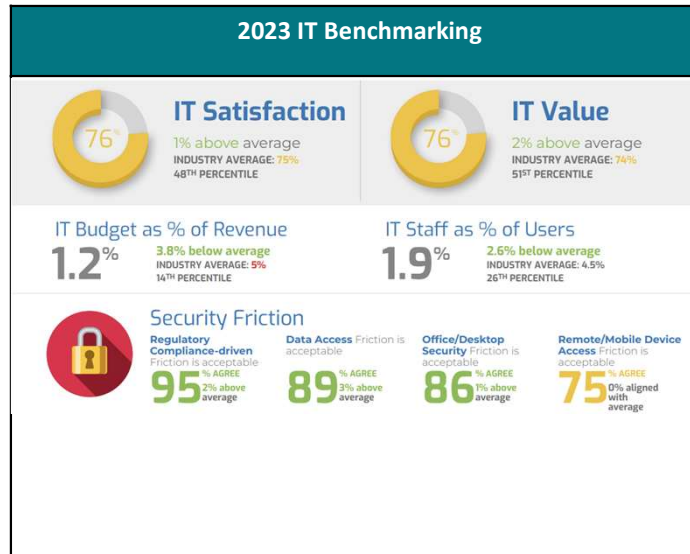 2023 IT Benchmarking
76%
IT Satisfaction
1% above average
INDUSTRY AVERAGE: 75%
48TH PERCENTILE
76%
IT Value
2% above average
INDUSTRY AVERAGE: 74%
51ST PERCENTILE
IT Budget as % of Revenue
1.2%
3.8% below average
INDUSTRY AVERAGE: 5%
14TH PERCENTILE
IT Staff as % of Users
1.9%
2.6% below average
INDUSTRY AVERAGE: 4.5%
26TH PERCENTILE
Security Friction
Regulatory
Compliance-driven
Friction is acceptable
95% AGREE
2% above
average
Data Access Friction is
acceptable
89% AGREE
3% above
average
Office/Desktop
Security Friction is
acceptable
86% AGREE
1% above
average
Remote/Mobile Device
Access Friction is
acceptable
75% AGREE
0% aligned
with
average